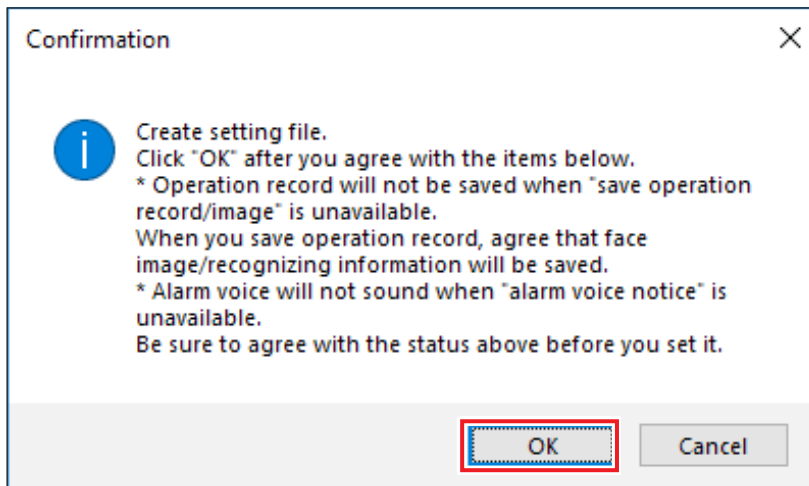 Confirmation
Create setting file.
Click "OK" after you agree with the items below.
* Operation record will not be saved when "save operation
record/image" is unavailable.
When you save operation record, agree that face
image/recognizing information will be saved.
* Alarm voice will not sound when "alarm voice notice" is
unavailable.
Be sure to agree with the status above before you set it.
OK Cancel